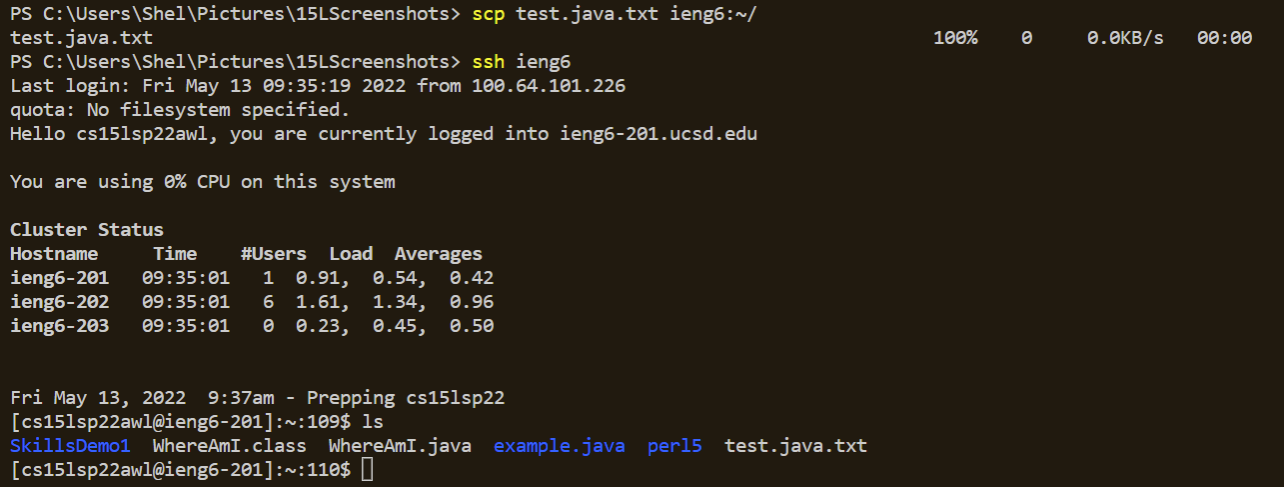 PS C:\Users\Shel\Pictures\15LScreenshots> scp test.java.txt ieng6:~/
test.java.txt                                                                       100%    0     0.0KB/s   00:00
PS C:\Users\Shel\Pictures\15LScreenshots> ssh ieng6
Last login: Fri May 13 09:35:19 2022 from 100.64.101.226
quota: No filesystem specified.
Hello cs15lsp22awl, you are currently logged into ieng6-201.ucsd.edu
You are using 0% CPU on this system
Cluster Status
Hostname     Time    #Users  Load  Averages
ieng6-201   09:35:01   1  0.91,  0.54,  0.42
ieng6-202   09:35:01   6  1.61,  1.34,  0.96
ieng6-203   09:35:01   0  0.23,  0.45,  0.50
Fri May 13, 2022  9:37am - Prepping cs15lsp22
[cs15lsp22awl@ieng6-201]:~:109$ ls
SkillsDemo1  WhereAmI.class  WhereAmI.java  example.java  perl5  test.java.txt
[cs15lsp22awl@ieng6-201]:~:110$